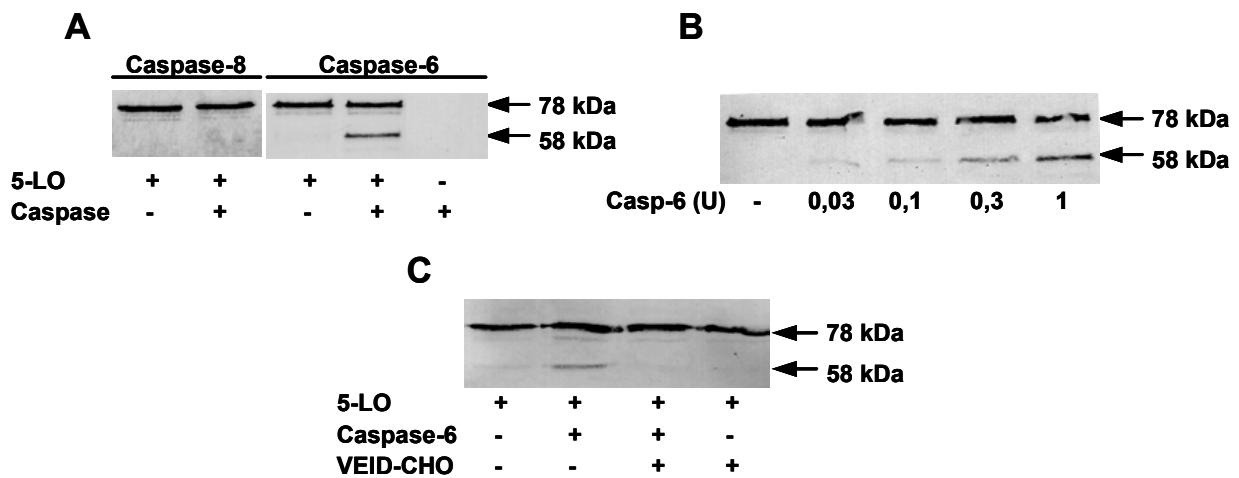 A
Caspase-8 Caspase-6
78 kDa
58 kDa
5-LO + + + + -
Caspase - + - + +
B
78 kDa
58 kDa
Casp-6 (U) - 0,03 0,1 0,3 1
C
78 kDa
58 kDa
5-LO + + + +
Caspase-6 - + + -
VEID-CHO - - + +